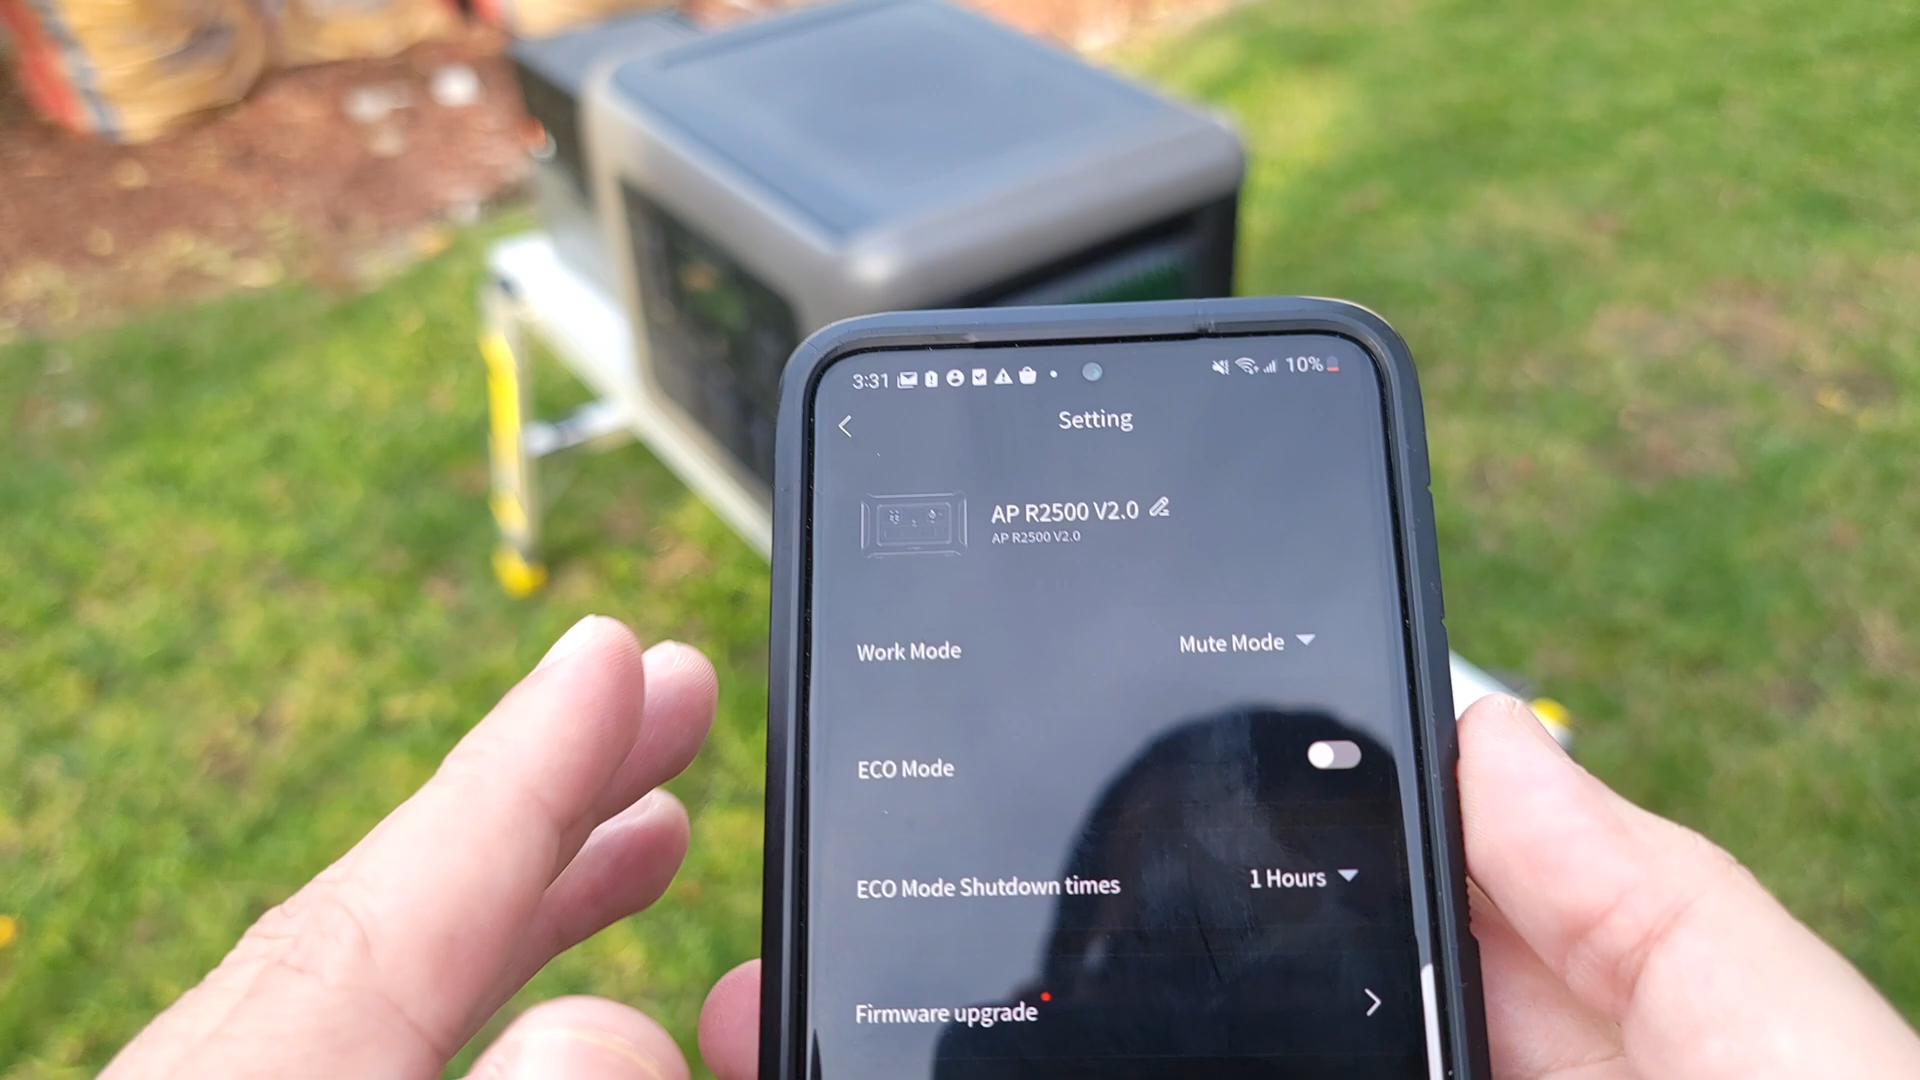 3:31 10%
Setting
AP R2500 V2.0
AP R2500 V2.0
Work Mode Mute Mode
ECO Mode
ECO Mode Shutdown times 1 Hours
Firmware upgrade